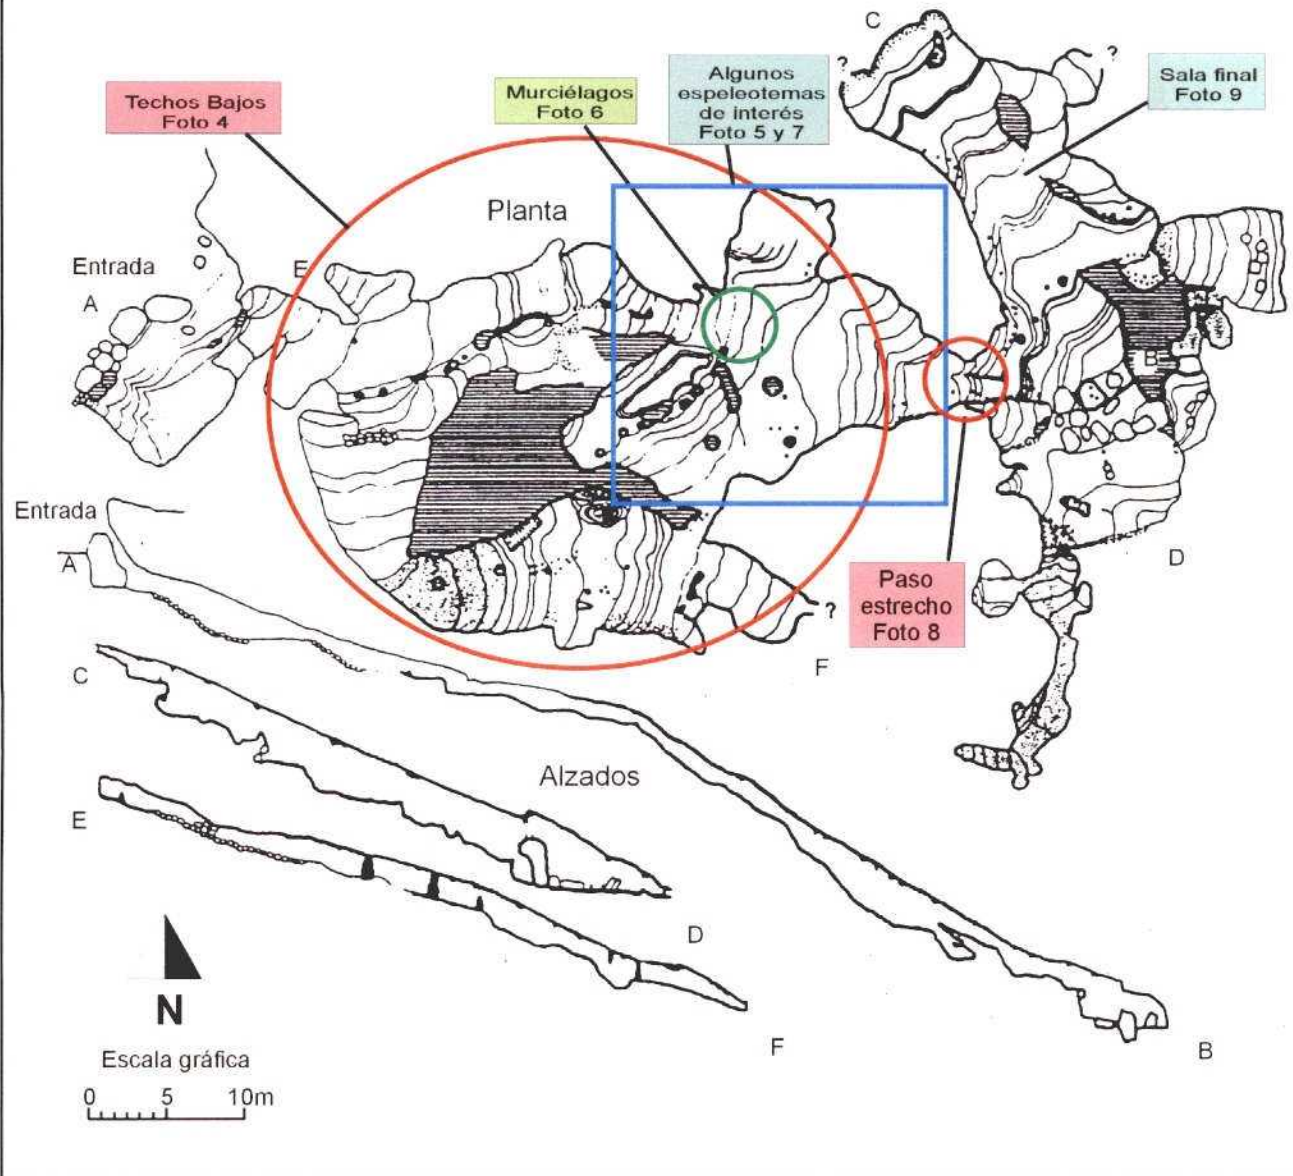 C
?
?
Techos Bajos
Foto 4
Murciélagos
Foto 6
Algunos
espeleotemas
de interés
Foto 5 y 7
Sala final
Foto 9
Planta
Entrada
A
E
B
Entrada
A
Paso
estrecho
Foto 8
D
?
F
C
Alzados
E
D
N
F
B
Escala gráfica
0 5 10m